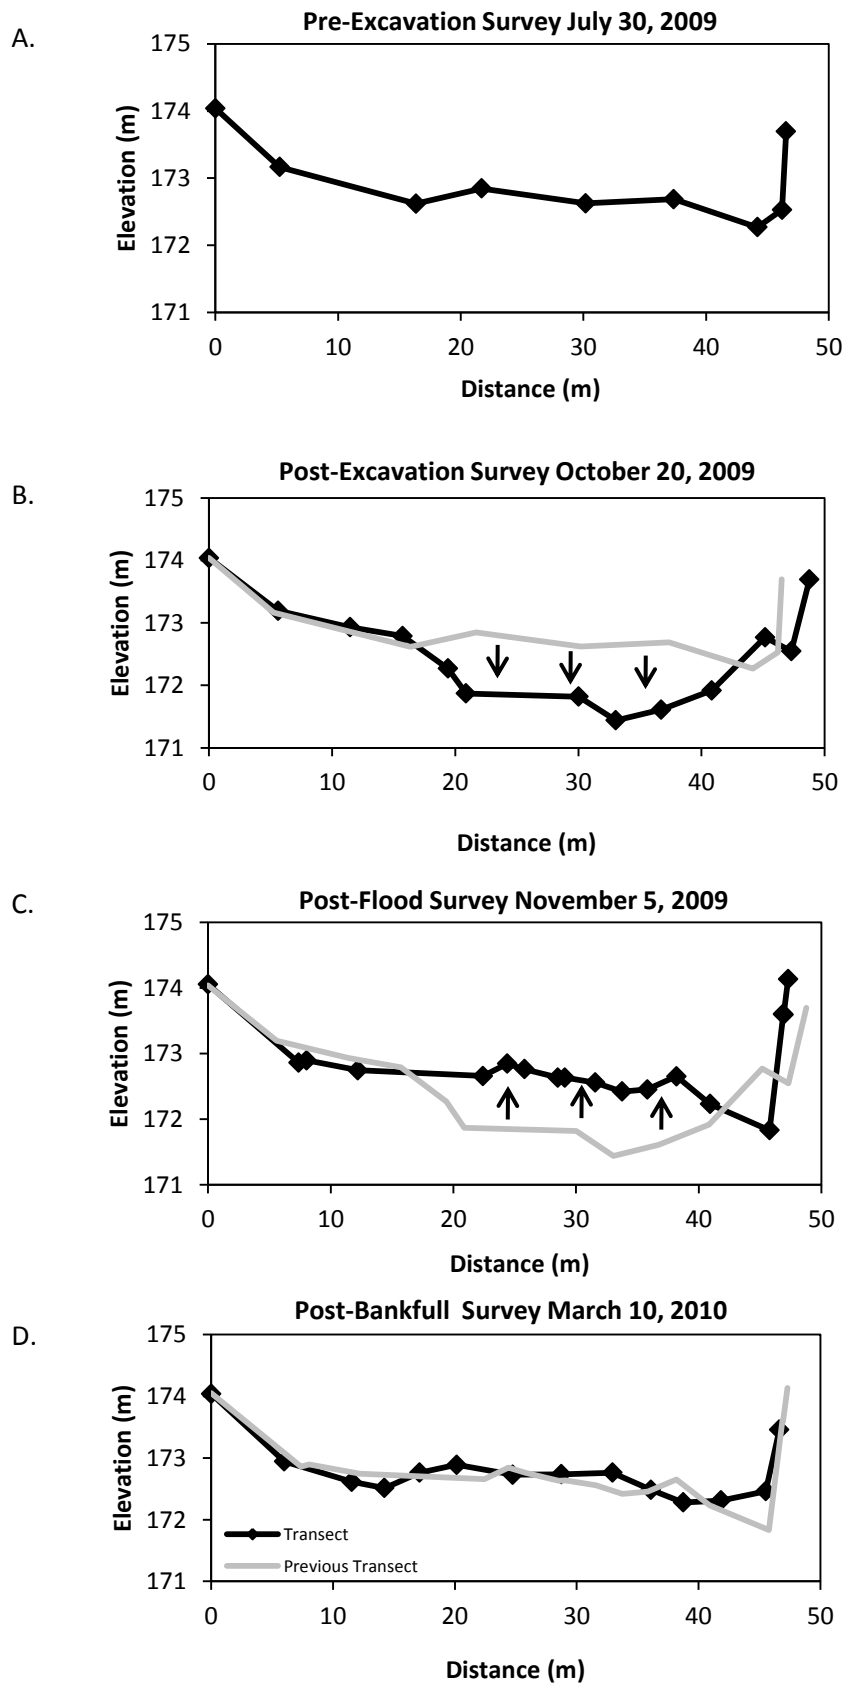 A.
Pre-Excavation Survey July 30, 2009
175
174
173
172
171
Elevation (m)
0 10 20 30 40 50
Distance (m)
B.
Post-Excavation Survey October 20, 2009
175
174
173
172
171
Elevation (m)
0 10 20 30 40 50
Distance (m)
C.
Post-Flood Survey November 5, 2009
175
174
173
172
171
Elevation (m)
0 10 20 30 40 50
Distance (m)
D.
Post-Bankfull  Survey March 10, 2010
175
174
173
172
171
Elevation (m)
Transect
Previous Transect
0 10 20 30 40 50
Distance (m)